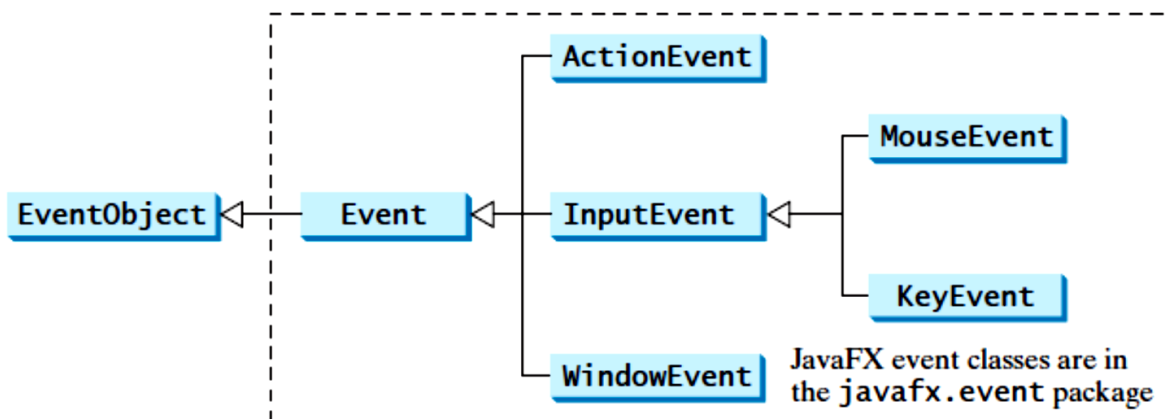 ActionEvent
MouseEvent
EventObject
Event
InputEvent
KeyEvent
WindowEvent
JavaFX event classes are in
the javafx.event package